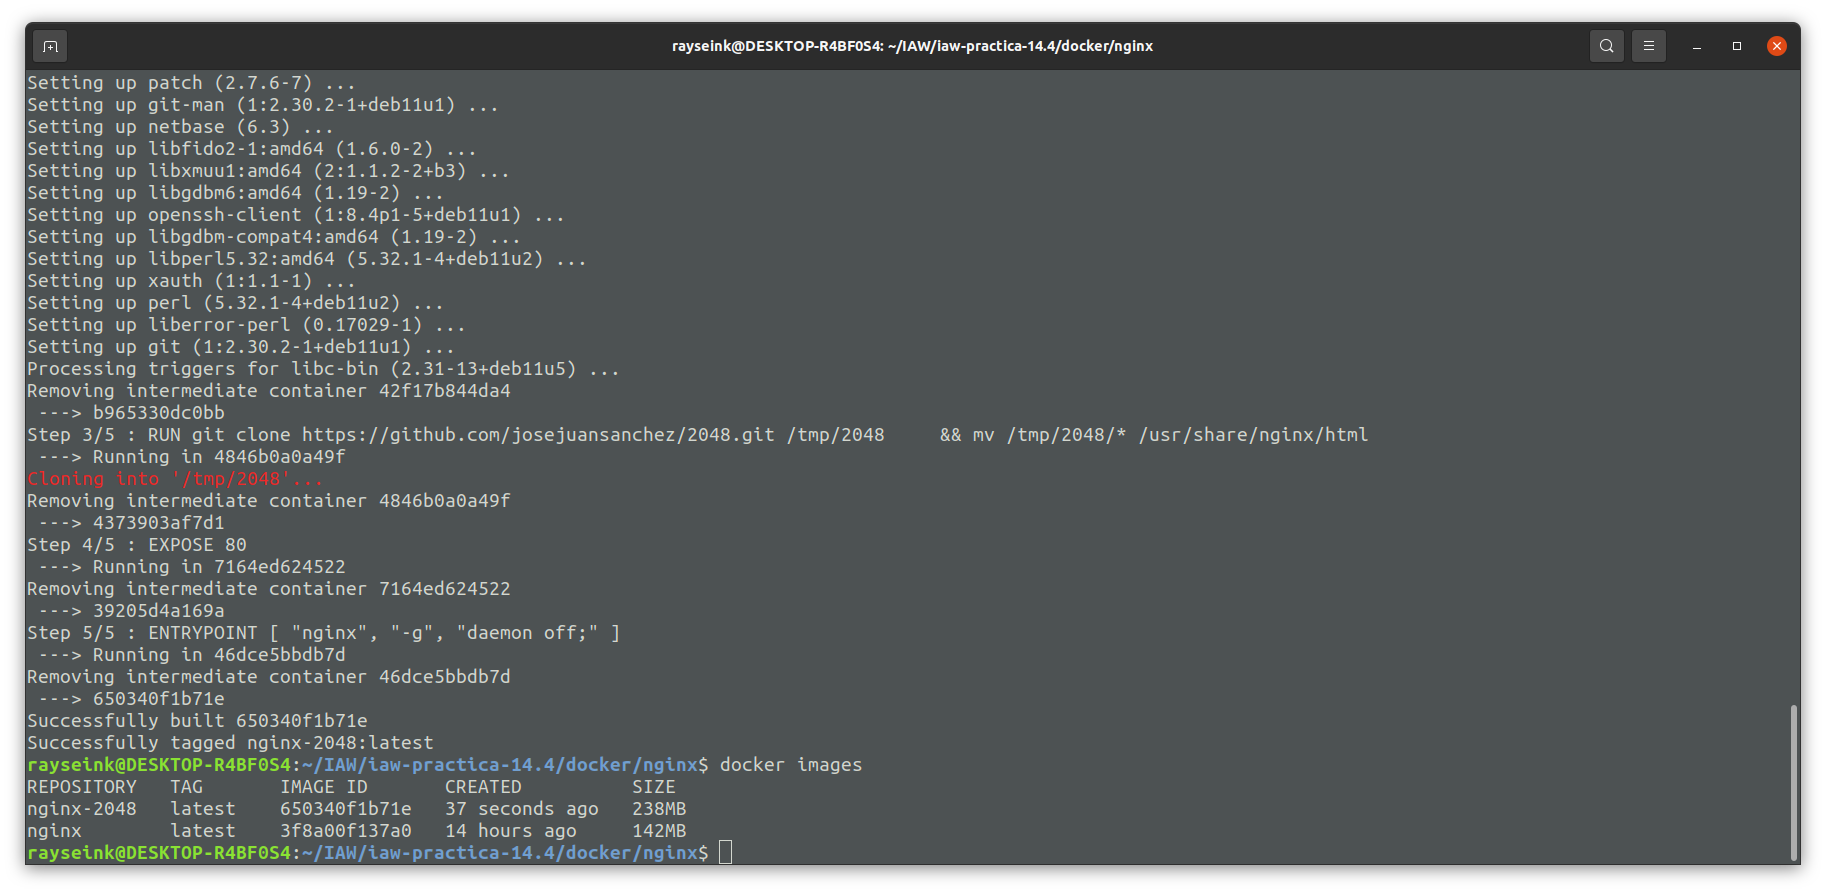 rayseink@DESKTOP-R4BF0S4: ~/IAW/iaw-practica-14.4/docker/nginx
Setting up patch (2.7.6-7) ...
Setting up git-man (1:2.30.2-1+deb11u1) ...
Setting up netbase (6.3) ...
Setting up libfido2-1:amd64 (1.6.0-2) ...
Setting up libxmuu1:amd64 (2:1.1.2-2+b3) ...
Setting up libgdbm6:amd64 (1.19-2) ...
Setting up openssh-client (1:8.4p1-5+deb11u1) ...
Setting up libgdbm-compat4:amd64 (1.19-2) ...
Setting up libperl5.32:amd64 (5.32.1-4+deb11u2) ...
Setting up xauth (1:1.1-1) ...
Setting up perl (5.32.1-4+deb11u2) ...
Setting up liberror-perl (0.17029-1) ...
Setting up git (1:2.30.2-1+deb11u1) ...
Processing triggers for libc-bin (2.31-13+deb11u5) ...
Removing intermediate container 42f17b844da4
 ---> b965330dc0bb
Step 3/5 : RUN git clone https://github.com/josejuansanchez/2048.git /tmp/2048     && mv /tmp/2048/* /usr/share/nginx/html
 ---> Running in 4846b0a0a49f
Cloning into '/tmp/2048'...
Removing intermediate container 4846b0a0a49f
 ---> 4373903af7d1
Step 4/5 : EXPOSE 80
 ---> Running in 7164ed624522
Removing intermediate container 7164ed624522
 ---> 39205d4a169a
Step 5/5 : ENTRYPOINT [ "nginx", "-g", "daemon off;" ]
 ---> Running in 46dce5bbdb7d
Removing intermediate container 46dce5bbdb7d
 ---> 650340f1b71e
Successfully built 650340f1b71e
Successfully tagged nginx-2048:latest
rayseink@DESKTOP-R4BF0S4:~/IAW/iaw-practica-14.4/docker/nginx$ docker images
REPOSITORY   TAG       IMAGE ID       CREATED          SIZE
nginx-2048   latest    650340f1b71e   37 seconds ago   238MB
nginx        latest    3f8a00f137a0   14 hours ago     142MB
rayseink@DESKTOP-R4BF0S4:~/IAW/iaw-practica-14.4/docker/nginx$